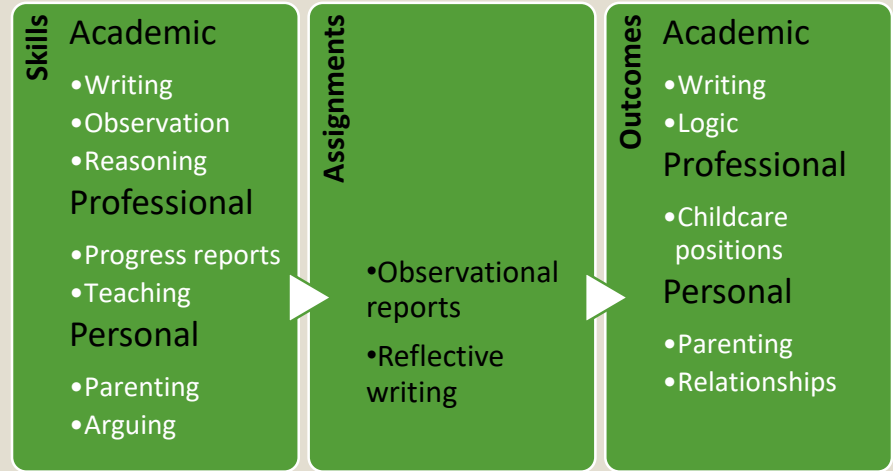 Skills
Academic
•Writing
•Observation
•Reasoning
Professional
•Progress reports
•Teaching
Personal
•Parenting
•Arguing
Assignments
•Observational
reports
•Reflective
writing
Outcomes
Academic
•Writing
•Logic
Professional
•Childcare
positions
Personal
•Parenting
•Relationships